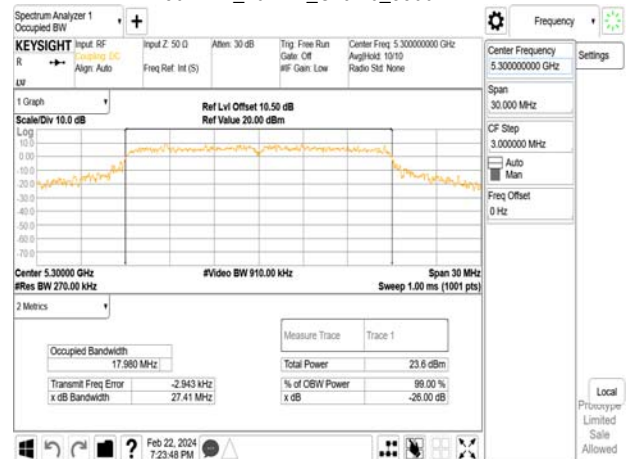 Spectrum Analyzer 1
Occupied BW
Frequency
KEYSIGHT
R
LVI
Input: RF
Coupling: DC
Align: Auto
Input Z: 50 Ω
Freq Ref: Int (S)
Atten: 30 dB
Trig: Free Run
Gate: Off
#IF Gain: Low
Center Freq: 5.300000000 GHz
Avg|Hold: 10/10
Radio Std: None
Center Frequency
5.300000000 GHz
Settings
Span
30.000 MHz
CF Step
3.000000 MHz
Auto
Man
Freq Offset
0 Hz
1 Graph
Scale/Div 10.0 dB
Ref Lvl Offset 10.50 dB
Ref Value 20.00 dBm
Log
10.0
0.00
-10.0
-20.0
-30.0
-40.0
-50.0
-60.0
-70.0
Center 5.30000 GHz
#Video BW 910.00 kHz
Span 30 MHz
#Res BW 270.00 kHz
Sweep 1.00 ms (1001 pts)
2 Metrics
Measure Trace
Trace 1
Occupied Bandwidth
17.980 MHz
Total Power
23.6 dBm
Transmit Freq Error
-2.943 kHz
% of OBW Power
99.00 %
x dB Bandwidth
27.41 MHz
x dB
-26.00 dB
Local
Prototype
Limited
Sale
Allowed
Feb 22, 2024
7:23:48 PM